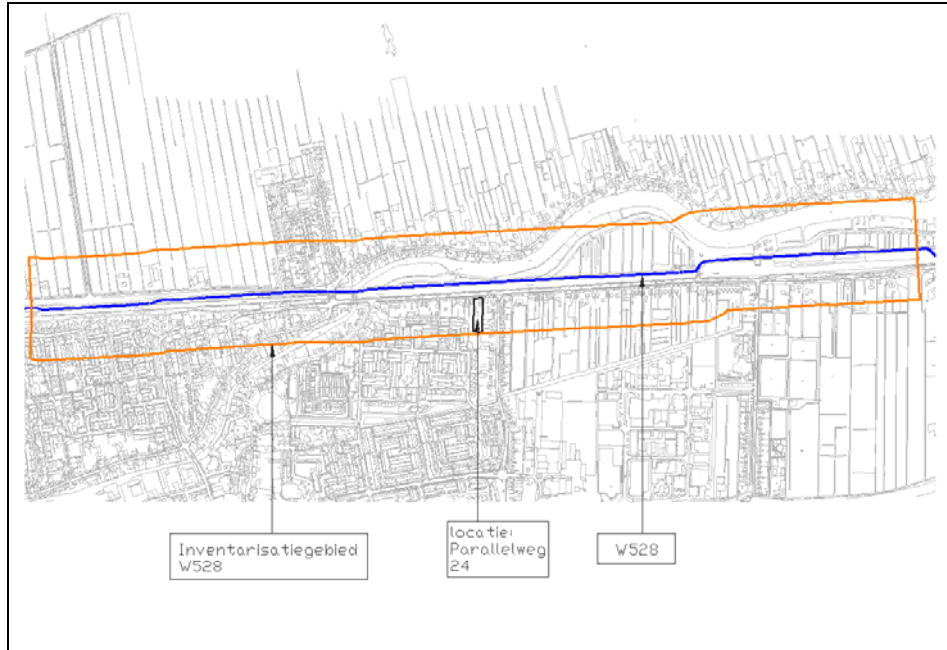 Inventarisatiegebied
W528
locatie:
Parallelweg
24
W528